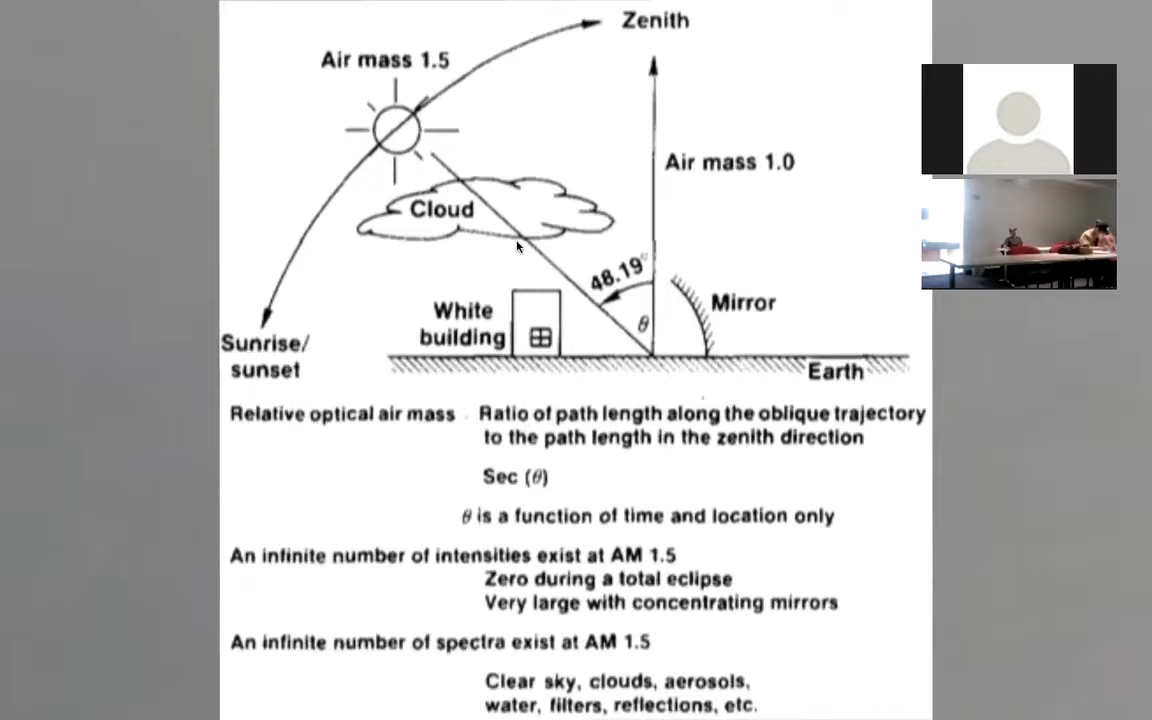 Zenith
Air mass 1.5
Air mass 1.0
Cloud
48.19°
θ
Mirror
White
building
Sunrise/
sunset
Earth
Relative optical air mass Ratio of path length along the oblique trajectory
to the path length in the zenith direction
Sec (θ)
θ is a function of time and location only
An infinite number of intensities exist at AM 1.5
Zero during a total eclipse
Very large with concentrating mirrors
An infinite number of spectra exist at AM 1.5
Clear sky, clouds, aerosols,
water, filters, reflections, etc.